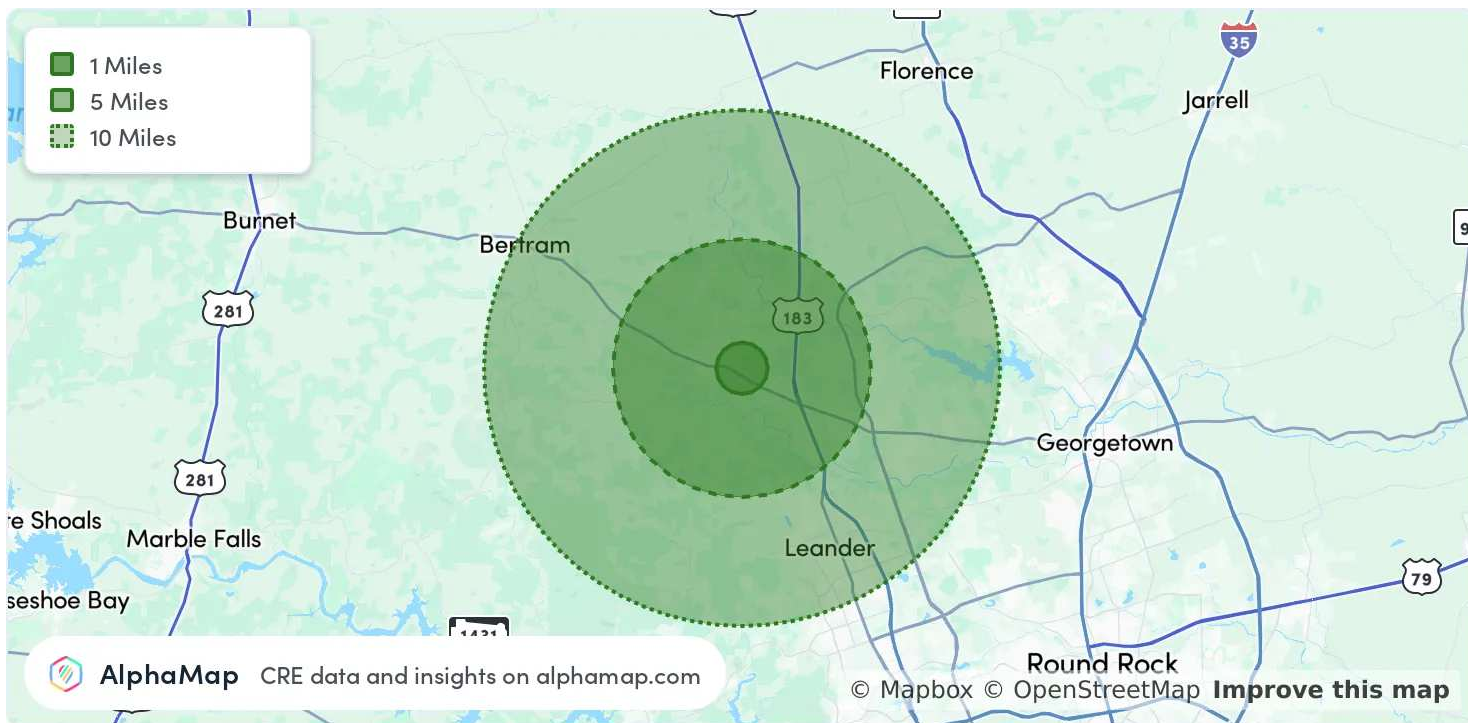 1 Miles
5 Miles
10 Miles
35
Florence
Jarrell
Burnet
Bertram
9
281
183
Georgetown
281
re Shoals
Marble Falls
Leander
79
seshoe Bay
1431
Round Rock
AlphaMap CRE data and insights on alphamap.com
© Mapbox © OpenStreetMap Improve this map